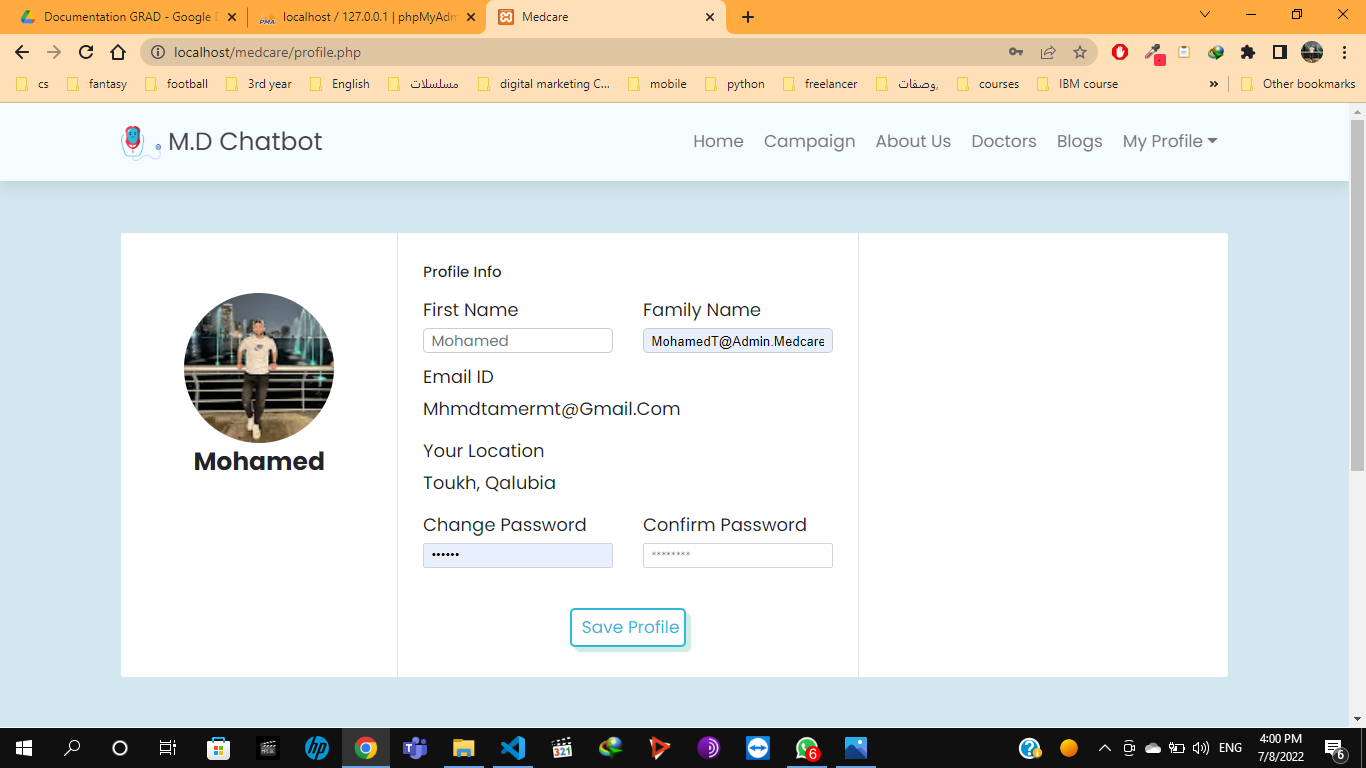 Documentation GRAD - Google D
localhost / 127.0.0.1 | phpMyAdm
Medcare
localhost/medcare/profile.php
cs
fantasy
football
3rd year
English
مسلسلات
digital marketing C...
mobile
python
freelancer
وصفات,
courses
IBM course
»
Other bookmarks
M.D Chatbot
Home
Campaign
About Us
Doctors
Blogs
My Profile
Mohamed
Profile Info
First Name
Family Name
Mohamed
MohamedT@Admin.Medcare
Email ID
Mhmdtamermt@Gmail.Com
Your Location
Toukh, Qalubia
Change Password
Confirm Password
••••••
********
Save Profile
321
6
ENG
4:00 PM
7/8/2022
6